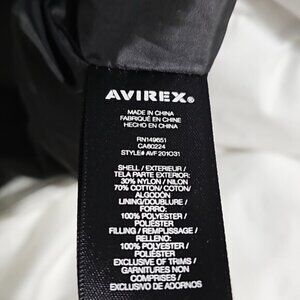 AVIREX®
MADE IN CHINA
FABRIQUÉ EN CHINE
HECHO EN CHINA
RN149651
CA60224
STYLE# AVF201O31
SHELL / EXTERIEUR /
TELA PARTE EXTERIOR:
30% NYLON / NILON
70% COTTON/ COTON/
ALGODON
LINING/DOUBLURE /
FORRO:
100% POLYESTER /
POLIESTER
FILLING / REMPLISSAGE /
RELLENO:
100% POLYESTER /
POLIESTER
EXCLUSIVE OF TRIMS /
GARNITURES NON
COMPRISES /
EXCLUSIVO DE ADORNOS